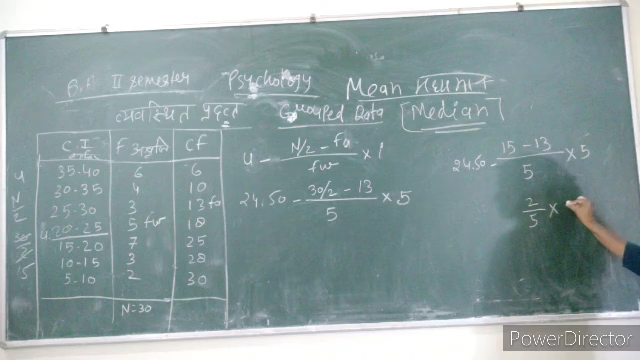 B.A II Semester Psychology Mean मध्यमान
व्यवस्थित प्रदत्त Grouped Data Median
C.I F आवृत्ति CF
35-40 6 6
30-35 4 10
25-30 3 13 fo
u 20-25 5 fw 18
15-20 7 25
10-15 3 28
5-10 2 30
N=30
u - N/2 - fo / fw × i
24.50 - 30/2 - 13 / 5 × 5
24.50 - 15 - 13 / 5 × 5
2/5 ×
PowerDirector